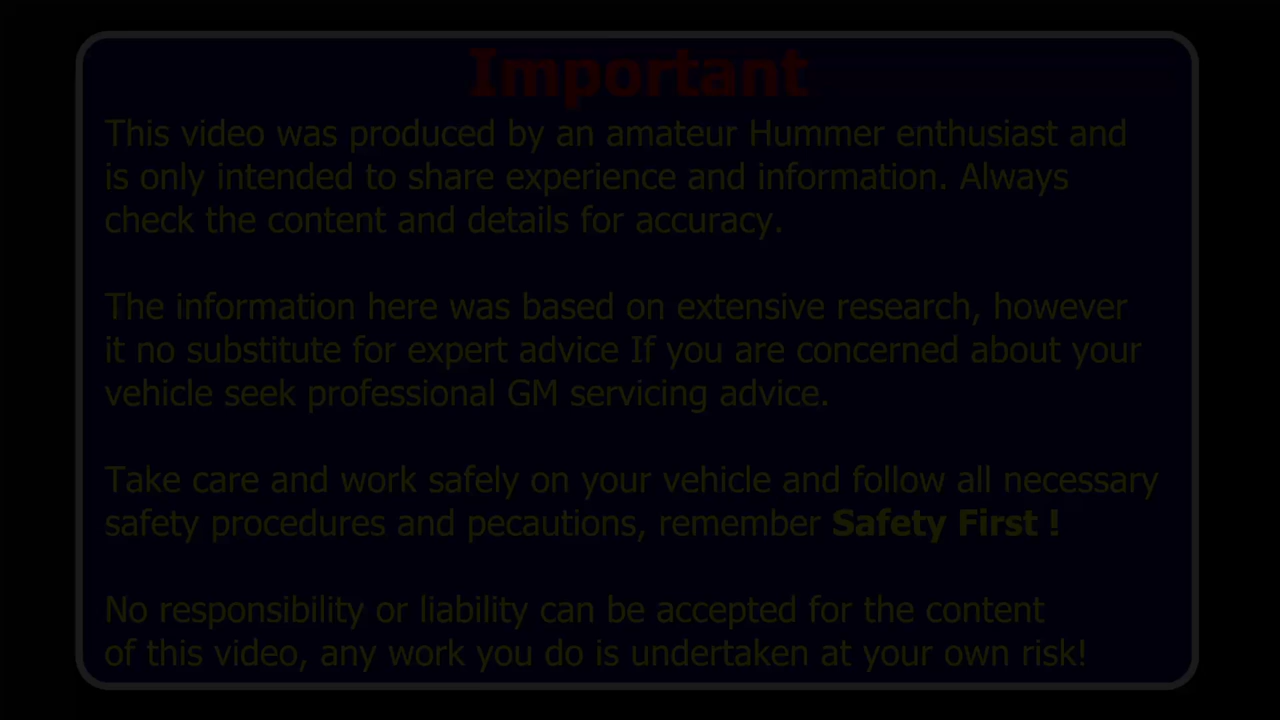 Important
This video was produced by an amateur Hummer enthusiast and
is only intended to share experience and information. Always
check the content and details for accuracy.
The information here was based on extensive research, however
it no substitute for expert advice If you are concerned about your
vehicle seek professional GM servicing advice.
Take care and work safely on your vehicle and follow all necessary
safety procedures and pecautions, remember Safety First !
No responsibility or liability can be accepted for the content
of this video, any work you do is undertaken at your own risk!